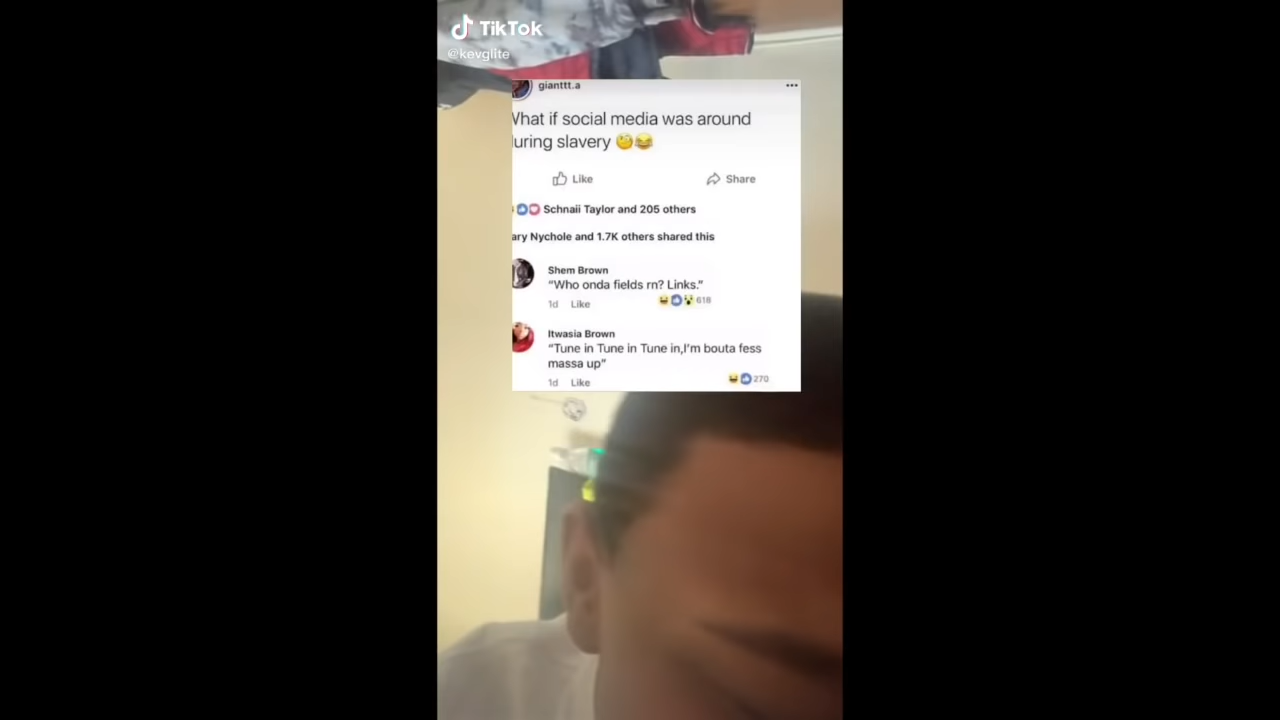 TikTok
@kevglite
gianttt.a
What if social media was around
during slavery 🧐😂
Like
Share
Schnaii Taylor and 205 others
ary Nychole and 1.7K others shared this
Shem Brown
“Who onda fields rn? Links.”
1d Like
618
Itwasia Brown
“Tune in Tune in Tune in,I’m bouta fess
massa up”
1d Like
270